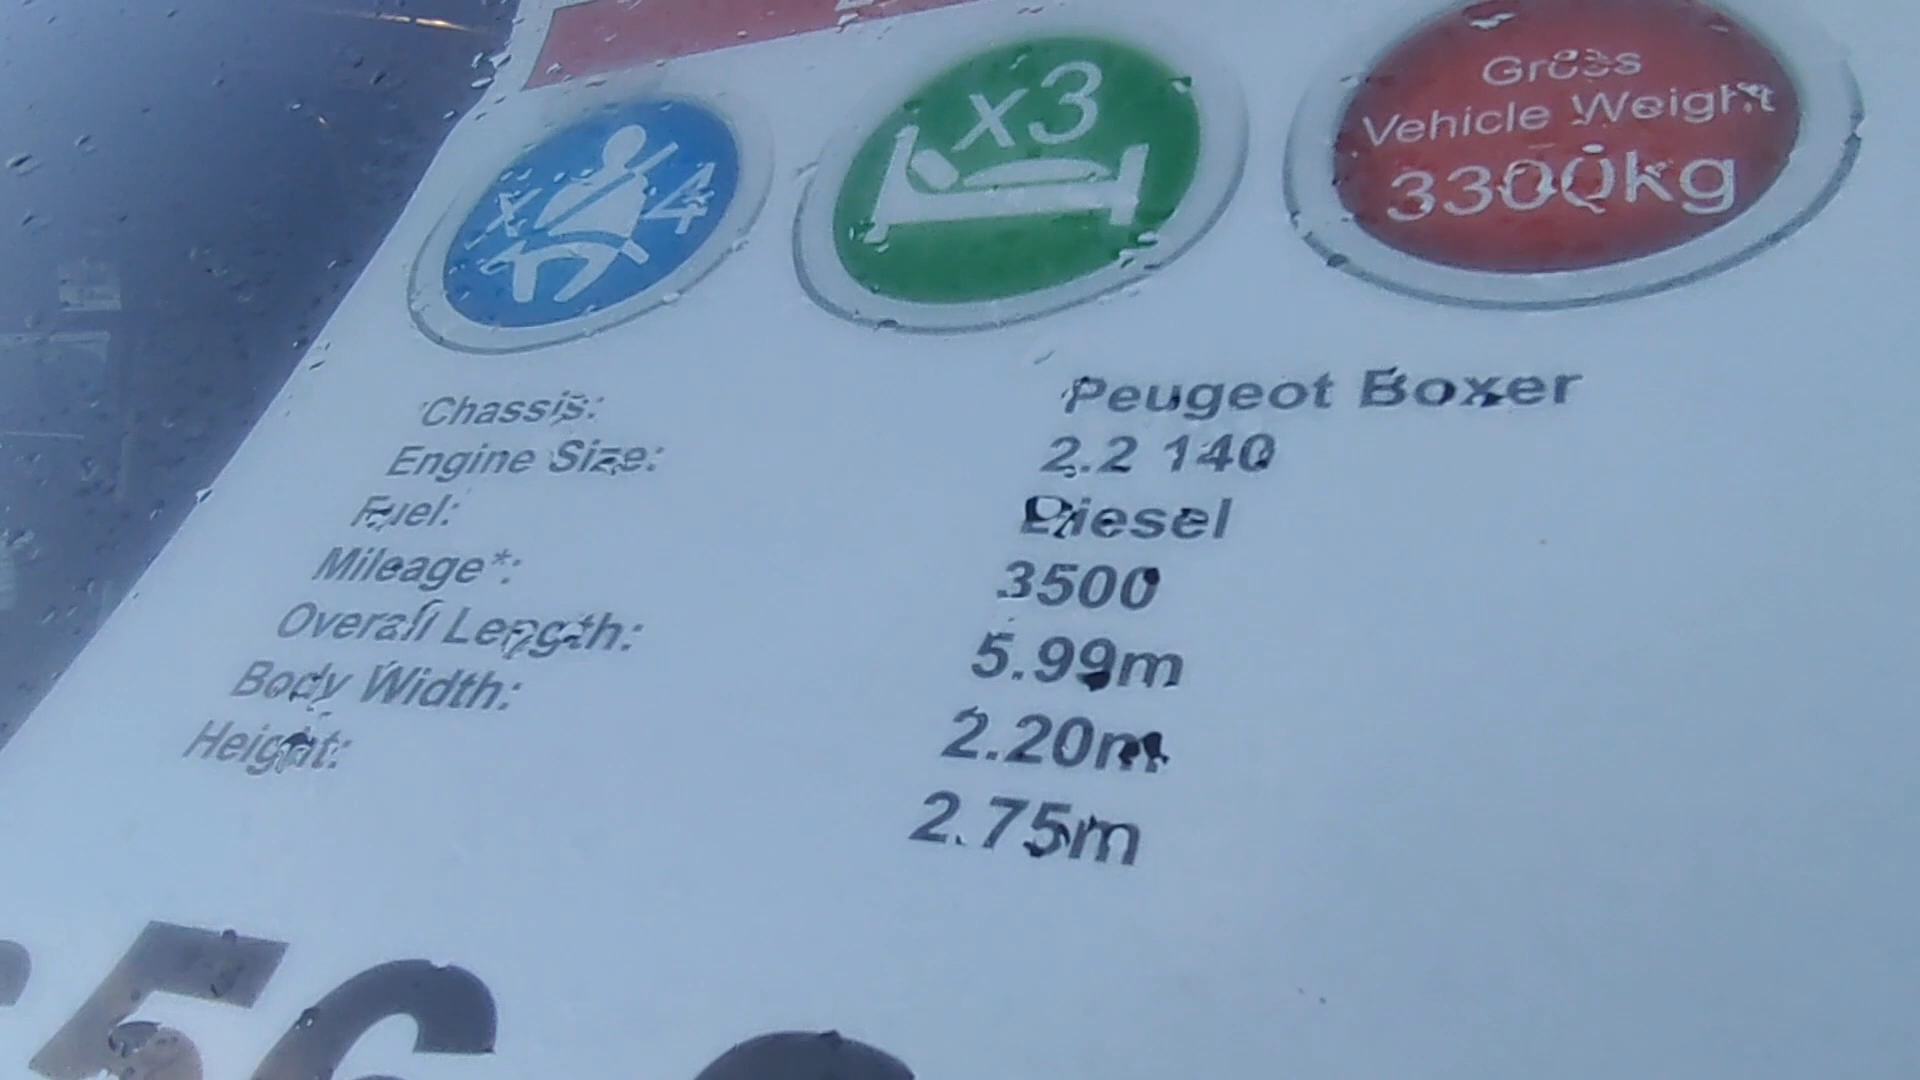 x4
x3
Gross
Vehicle Weight
3300kg
Chassis: Peugeot Boxer
Engine Size: 2.2 140
Fuel: Diesel
Mileage*: 3500
Overall Length: 5.99m
Body Width: 2.20m
Height: 2.75m